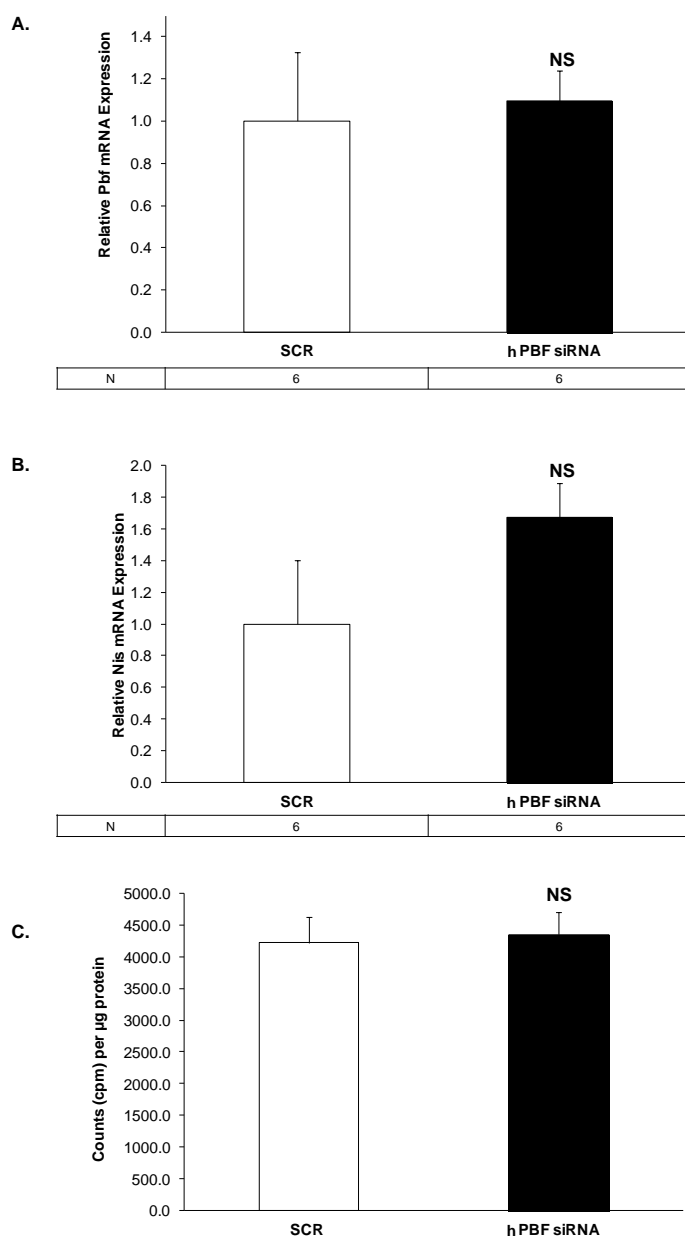 A.
Relative Pbf mRNA Expression
1.4
1.2
1.0
0.8
0.6
0.4
0.2
0.0
NS
SCR
h PBF siRNA
N 6 6
B.
Relative Nis mRNA Expression
2.0
1.8
1.6
1.4
1.2
1.0
0.8
0.6
0.4
0.2
0.0
NS
SCR
h PBF siRNA
N 6 6
C.
Counts (cpm) per µg protein
5000.0
4500.0
4000.0
3500.0
3000.0
2500.0
2000.0
1500.0
1000.0
500.0
0.0
NS
SCR
h PBF siRNA